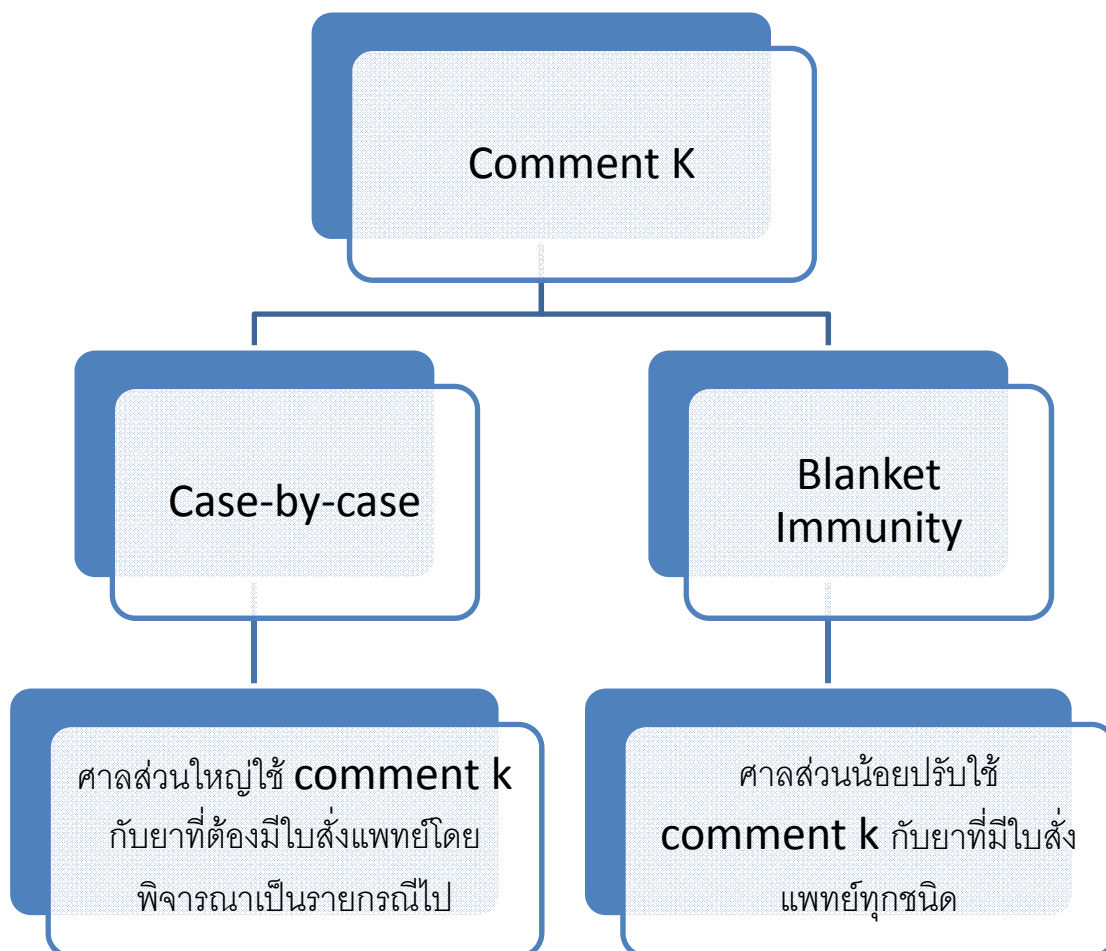 Comment K
Case-by-case
Blanket
Immunity
ศาลส่วนใหญ่ใช้ comment k
กับยาที่ต้องมีใบสั่งแพทย์โดย
พิจารณาเป็นรายกรณีไป
ศาลส่วนน้อยปรับใช้
comment k กับยาที่มีใบสั่ง
แพทย์ทุกชนิด